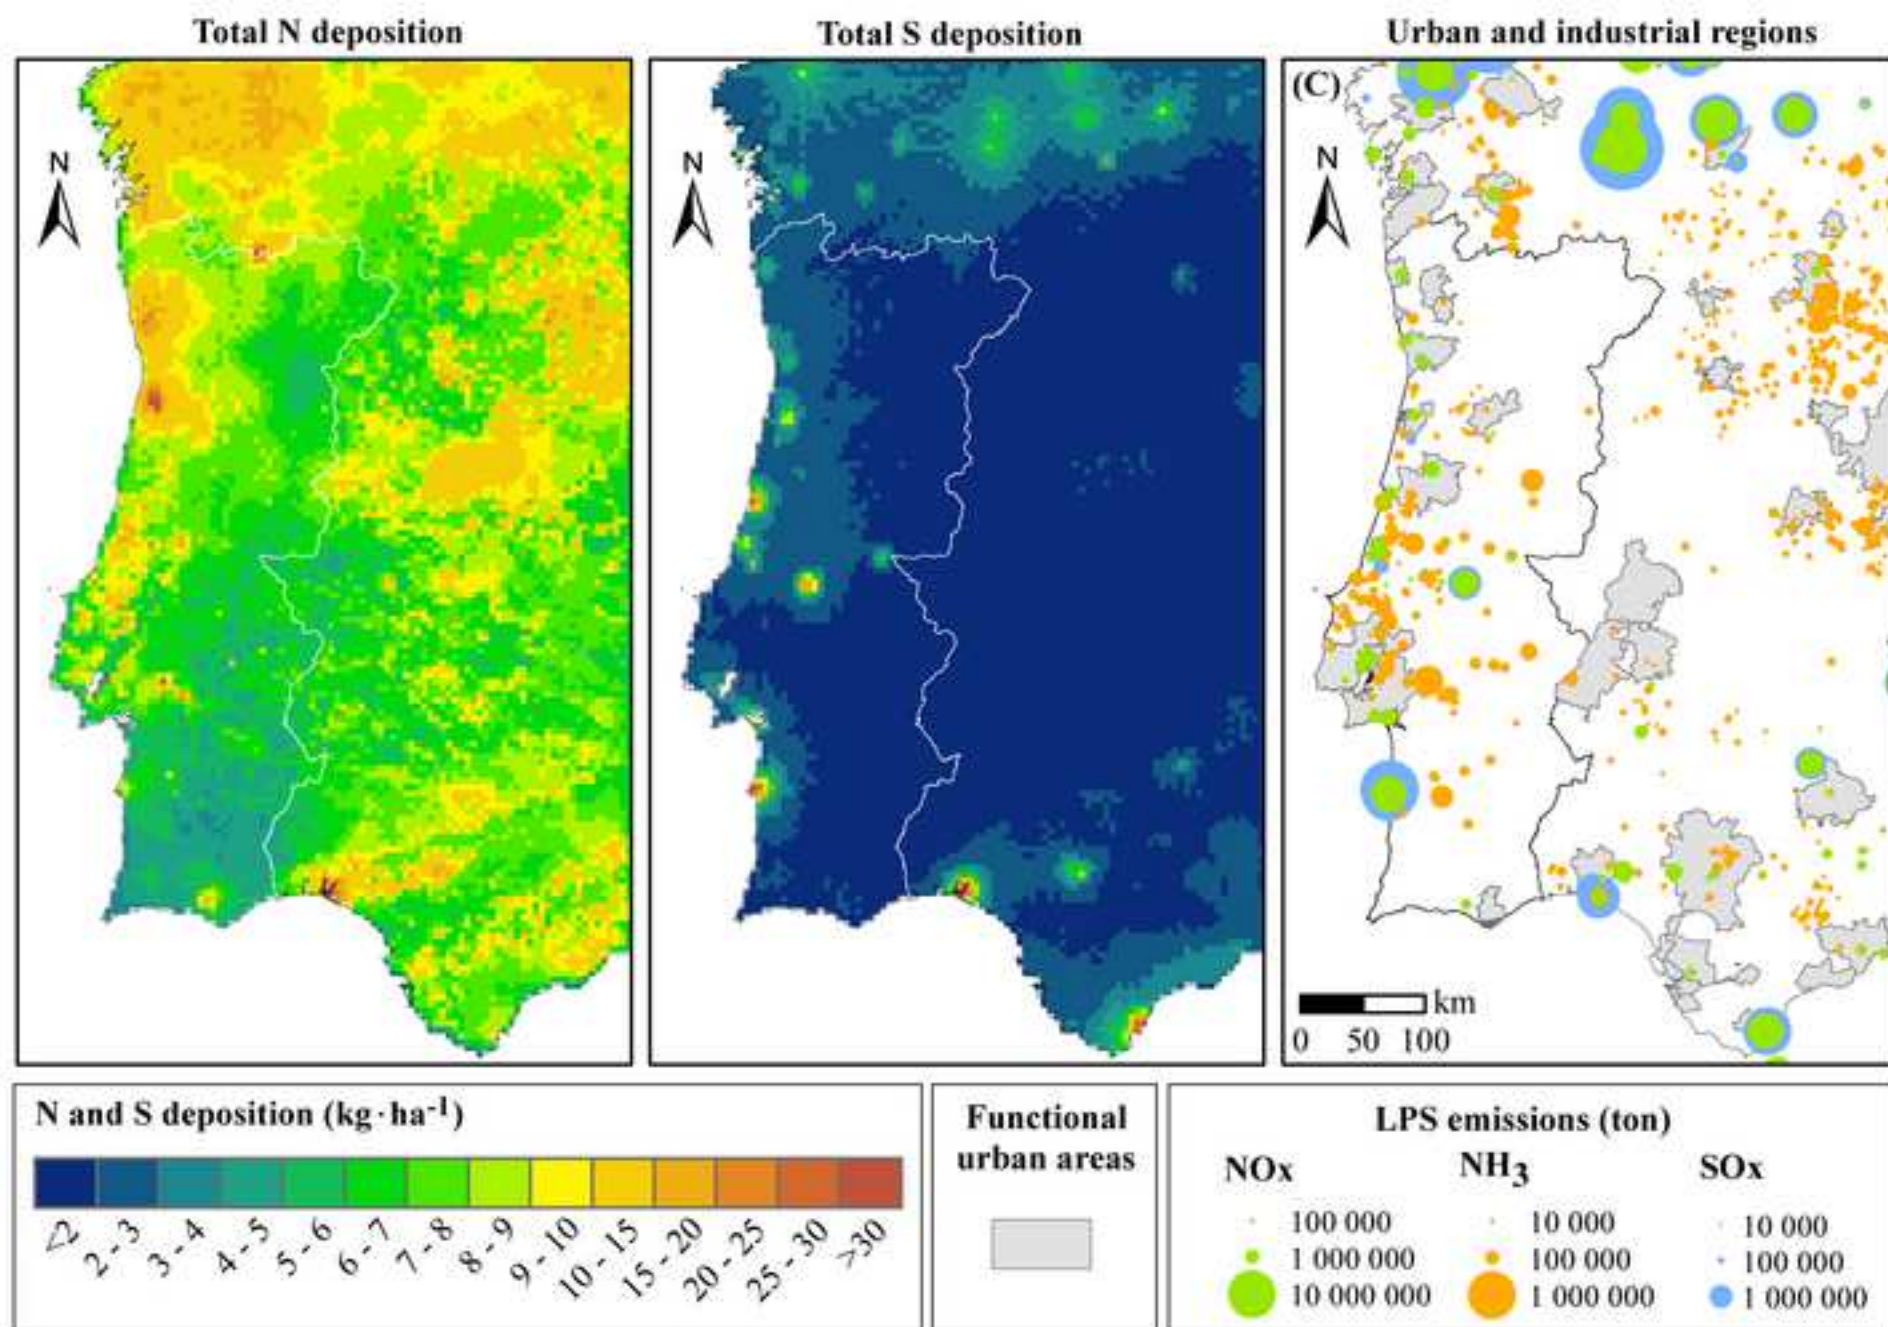 Total N deposition
Total S deposition
Urban and industrial regions
N
N
(C)
N
km
0 50 100
N and S deposition (kg·ha⁻¹)
<2
2 - 3
3 - 4
4 - 5
5 - 6
6 - 7
7 - 8
8 - 9
9 - 10
10 - 15
15 - 20
20 - 25
25 - 30
>30
Functional
urban areas
LPS emissions (ton)
NOx
100 000
1 000 000
10 000 000
NH₃
10 000
100 000
1 000 000
SOx
10 000
100 000
1 000 000